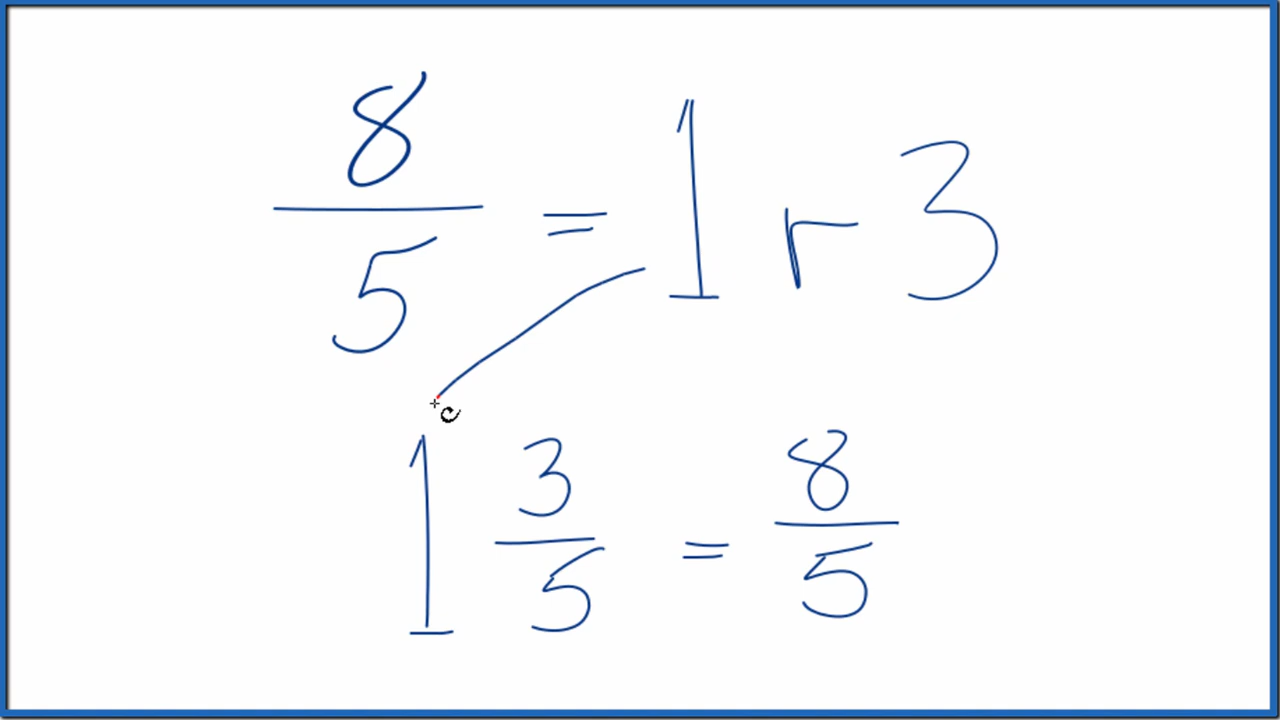 8/5 = 1 r 3
1 3/5 = 8/5